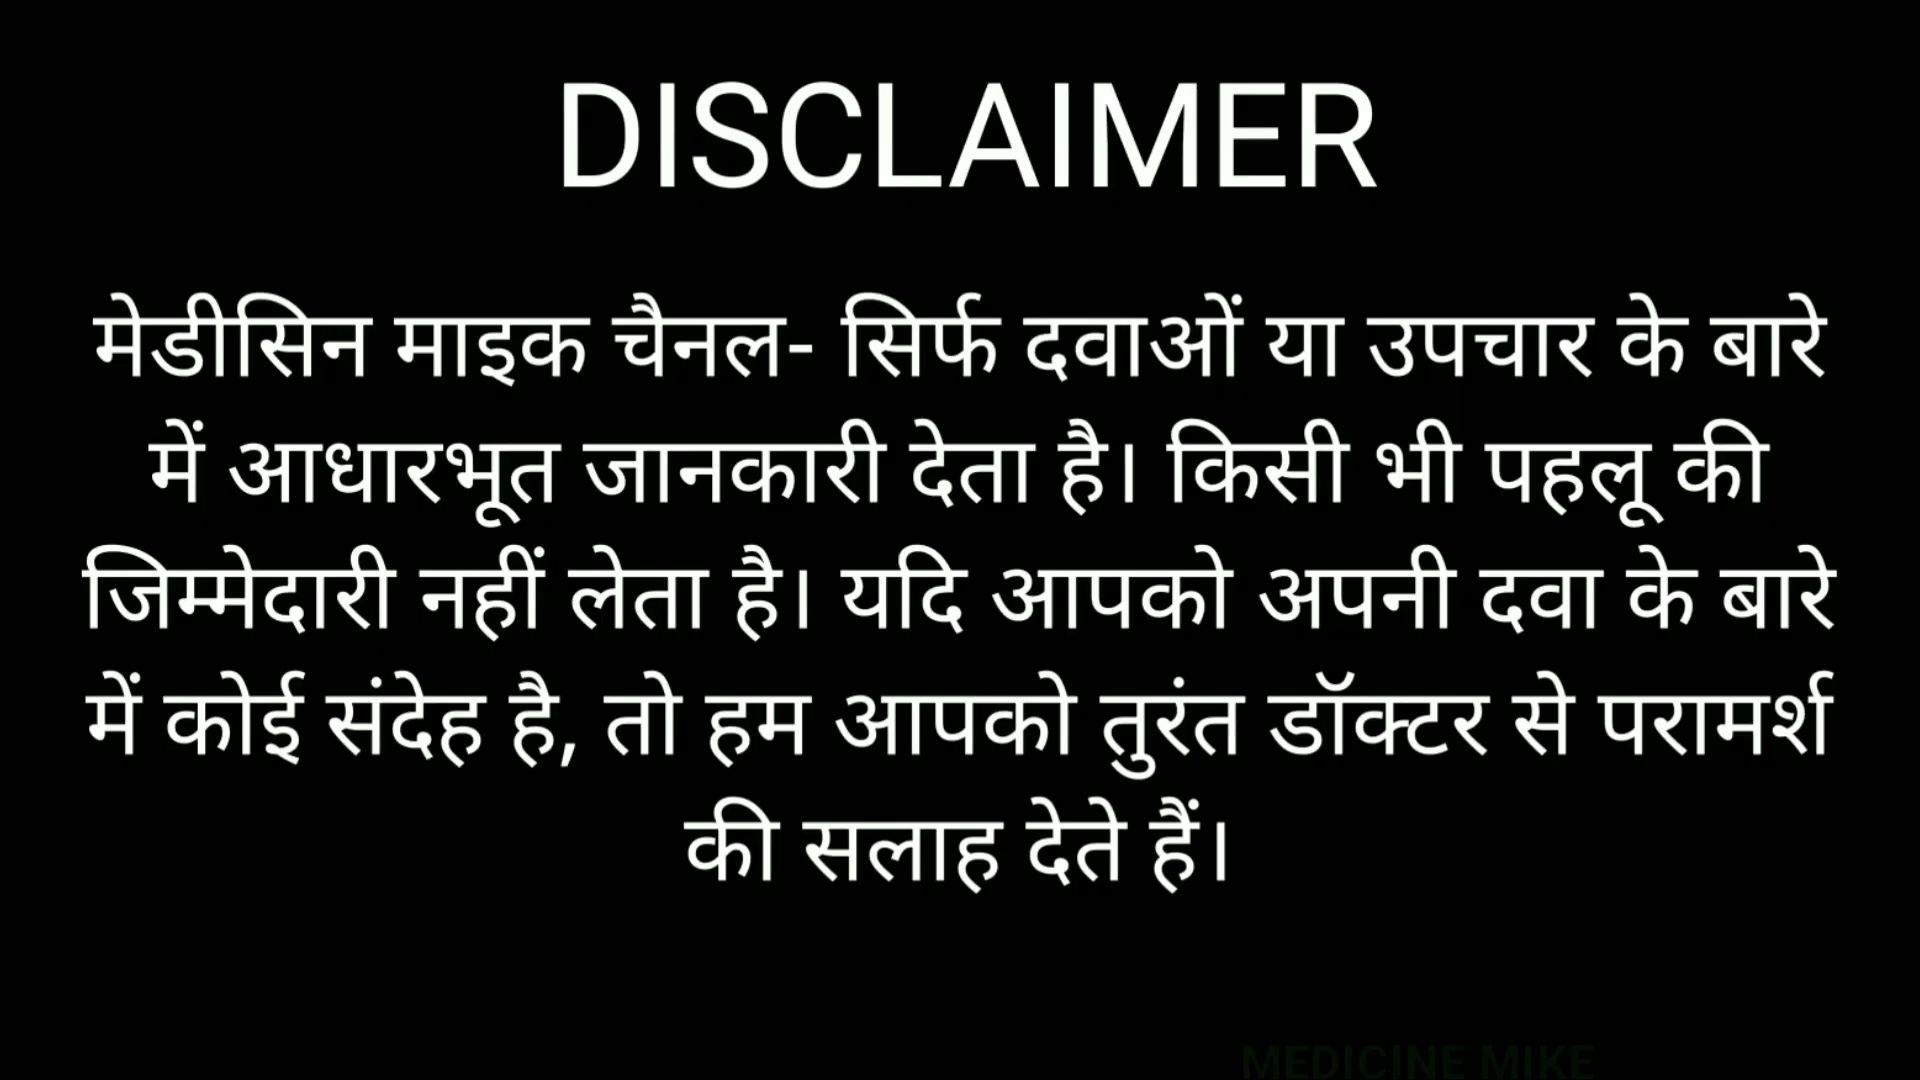 DISCLAIMER
मेडीसिन माइक चैनल- सिर्फ दवाओं या उपचार के बारे
में आधारभूत जानकारी देता है। किसी भी पहलू की
जिम्मेदारी नहीं लेता है। यदि आपको अपनी दवा के बारे
में कोई संदेह है, तो हम आपको तुरंत डॉक्टर से परामर्श
की सलाह देते हैं।
MEDICINE MIKE